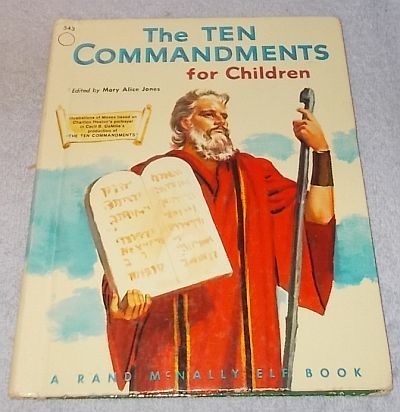 543
The TEN
COMMANDMENTS
for Children
Edited by Mary Alice Jones
Illustrations of Moses based on
Charlton Heston's portrayal
in Cecil B. DeMille's
production of
"THE TEN COMMANDMENTS"
A RAND McNALLY ELF BOOK